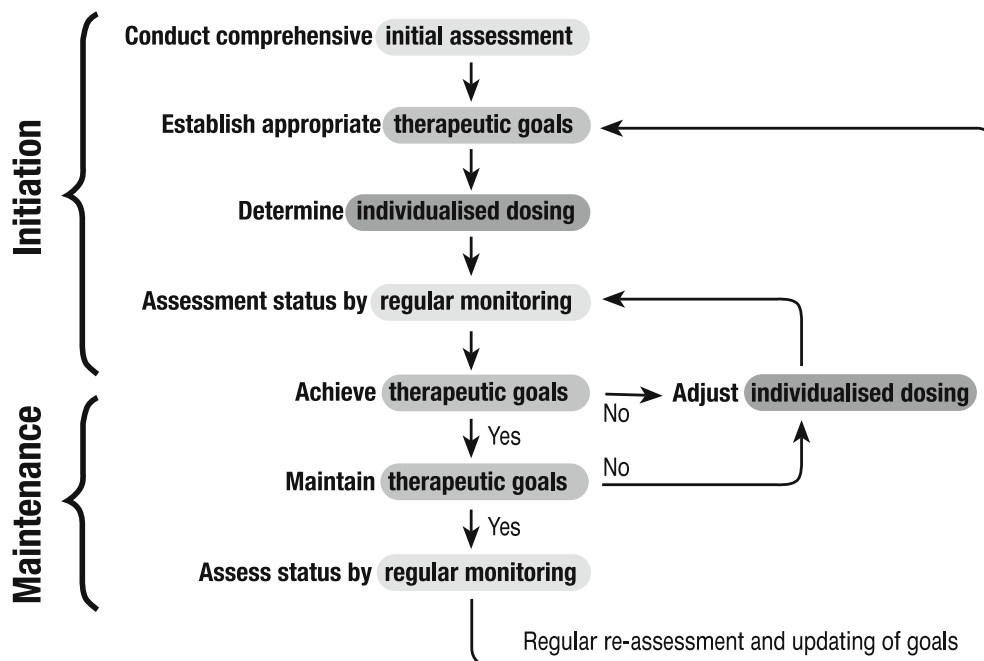 Initiation
Conduct comprehensive initial assessment
Establish appropriate therapeutic goals
Determine individualised dosing
Assessment status by regular monitoring
Maintenance
Achieve therapeutic goals
No
Adjust individualised dosing
Yes
Maintain therapeutic goals
No
Yes
Assess status by regular monitoring
Regular re-assessment and updating of goals